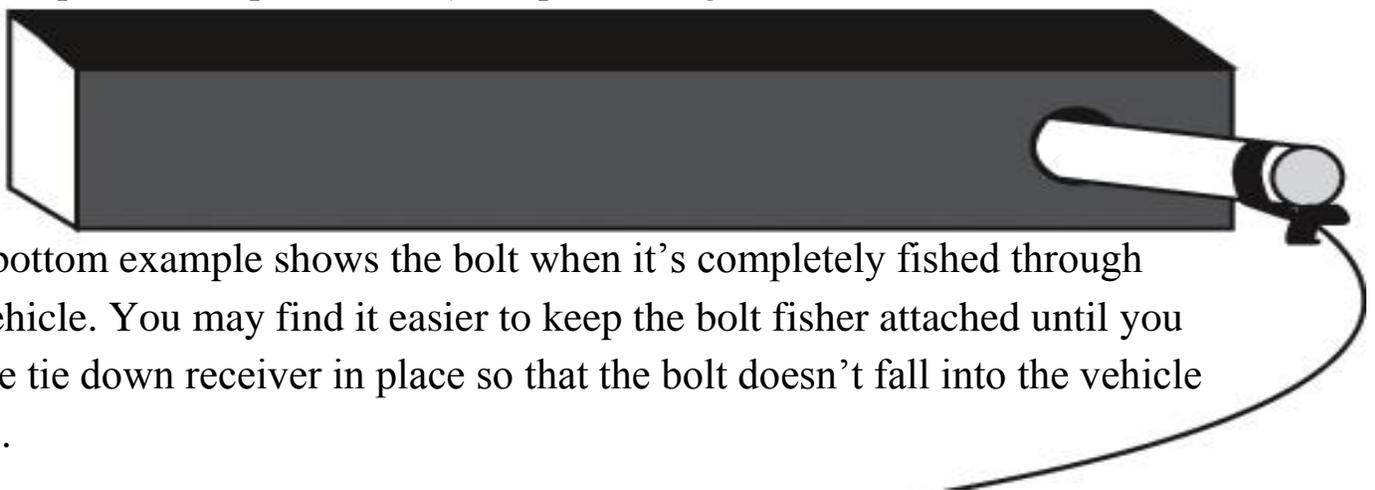 bottom example shows the bolt when it’s completely fished through
ehicle. You may find it easier to keep the bolt fisher attached until you
e tie down receiver in place so that the bolt doesn’t fall into the vehicle
.